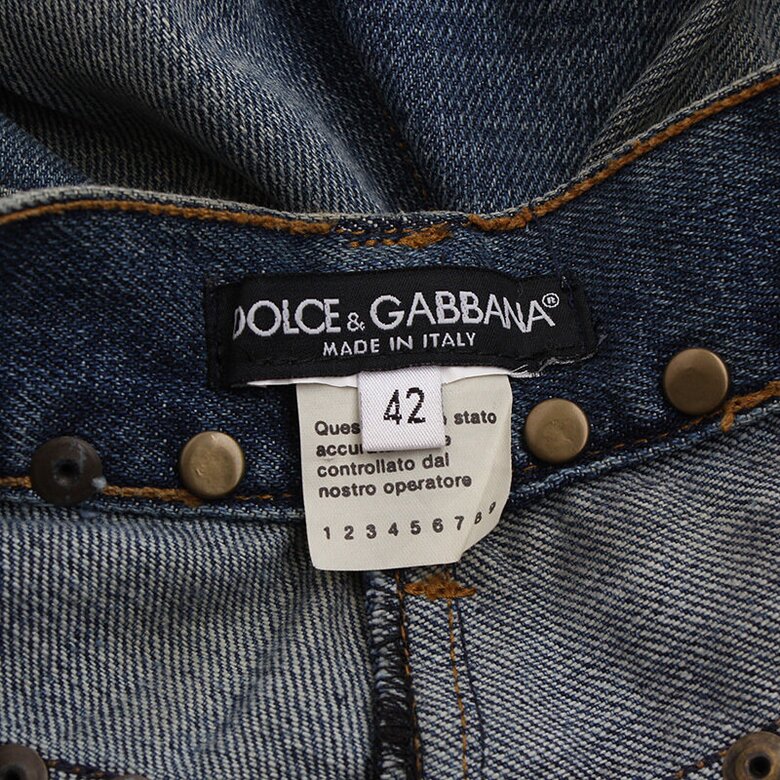 DOLCE & GABBANA®
MADE IN ITALY
42
stato
controllato dal
nostro operatore
1 2 3 4 5 6 7 8 9